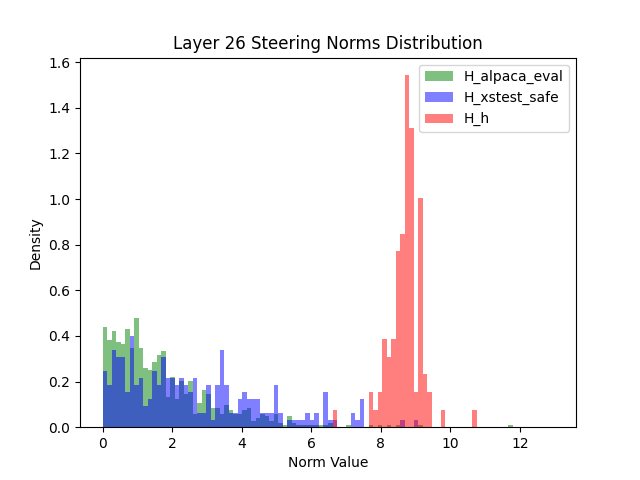 Layer 26 Steering Norms Distribution
H_alpaca_eval
H_xstest_safe
H_h
Density
1.6
1.4
1.2
1.0
0.8
0.6
0.4
0.2
0.0
0 2 4 6 8 10 12
Norm Value